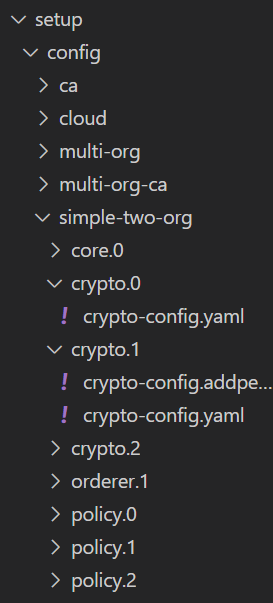 setup
config
ca
cloud
multi-org
multi-org-ca
simple-two-org
core.0
crypto.0
! crypto-config.yaml
crypto.1
! crypto-config.addpe...
! crypto-config.yaml
crypto.2
orderer.1
policy.0
policy.1
policy.2